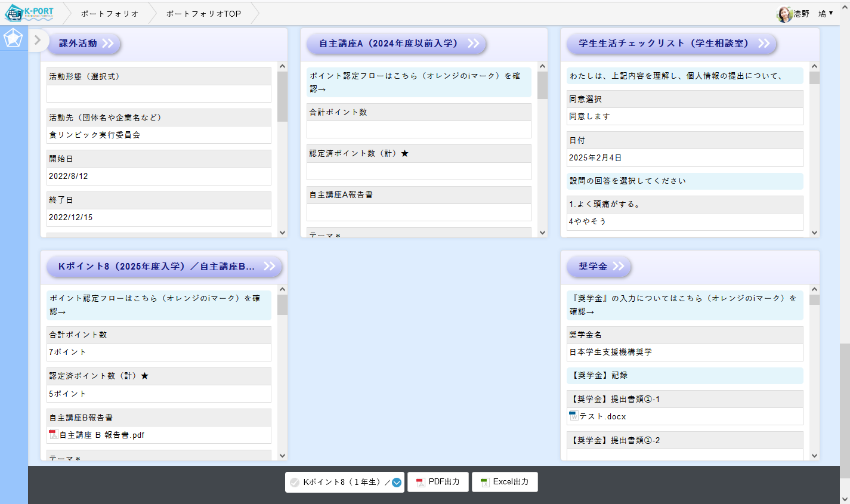 K-PORT
ポートフォリオ
ポートフォリオTOP
鳩▼
課外活動
活動形態（選択式）
活動先（団体名や企業名など）
食リンピック実行委員会
開始日
2022/8/12
終了日
2022/12/15
自主講座A（2024年度以前入学）
ポイント認定フローはこちら（オレンジのiマーク）を確
認→
合計ポイント数
認定済ポイント数（計）★
自主講座A報告書
テーマ*
学生生活チェックリスト（学生相談室）
わたしは、上記内容を理解し、個人情報の提出について、
同意選択
同意します
日付
2025年2月4日
設問の回答を選択してください
1.よく頭痛がする。
4ややそう
Kポイント8（2025年度入学）／自主講座B...
ポイント認定フローはこちら（オレンジのiマーク）を確
認→
合計ポイント数
7ポイント
認定済ポイント数（計）★
5ポイント
自主講座B報告書
自主講座 B 報告書.pdf
テーマ*
奨学金
『奨学金』の入力についてはこちら（オレンジのiマーク）を
確認→
奨学金名
日本学生支援機構奨学
【奨学金】記録
【奨学金】提出書類②-1
テスト.docx
【奨学金】提出書類②-2
Kポイント8（１年生）／
PDF出力
Excel出力